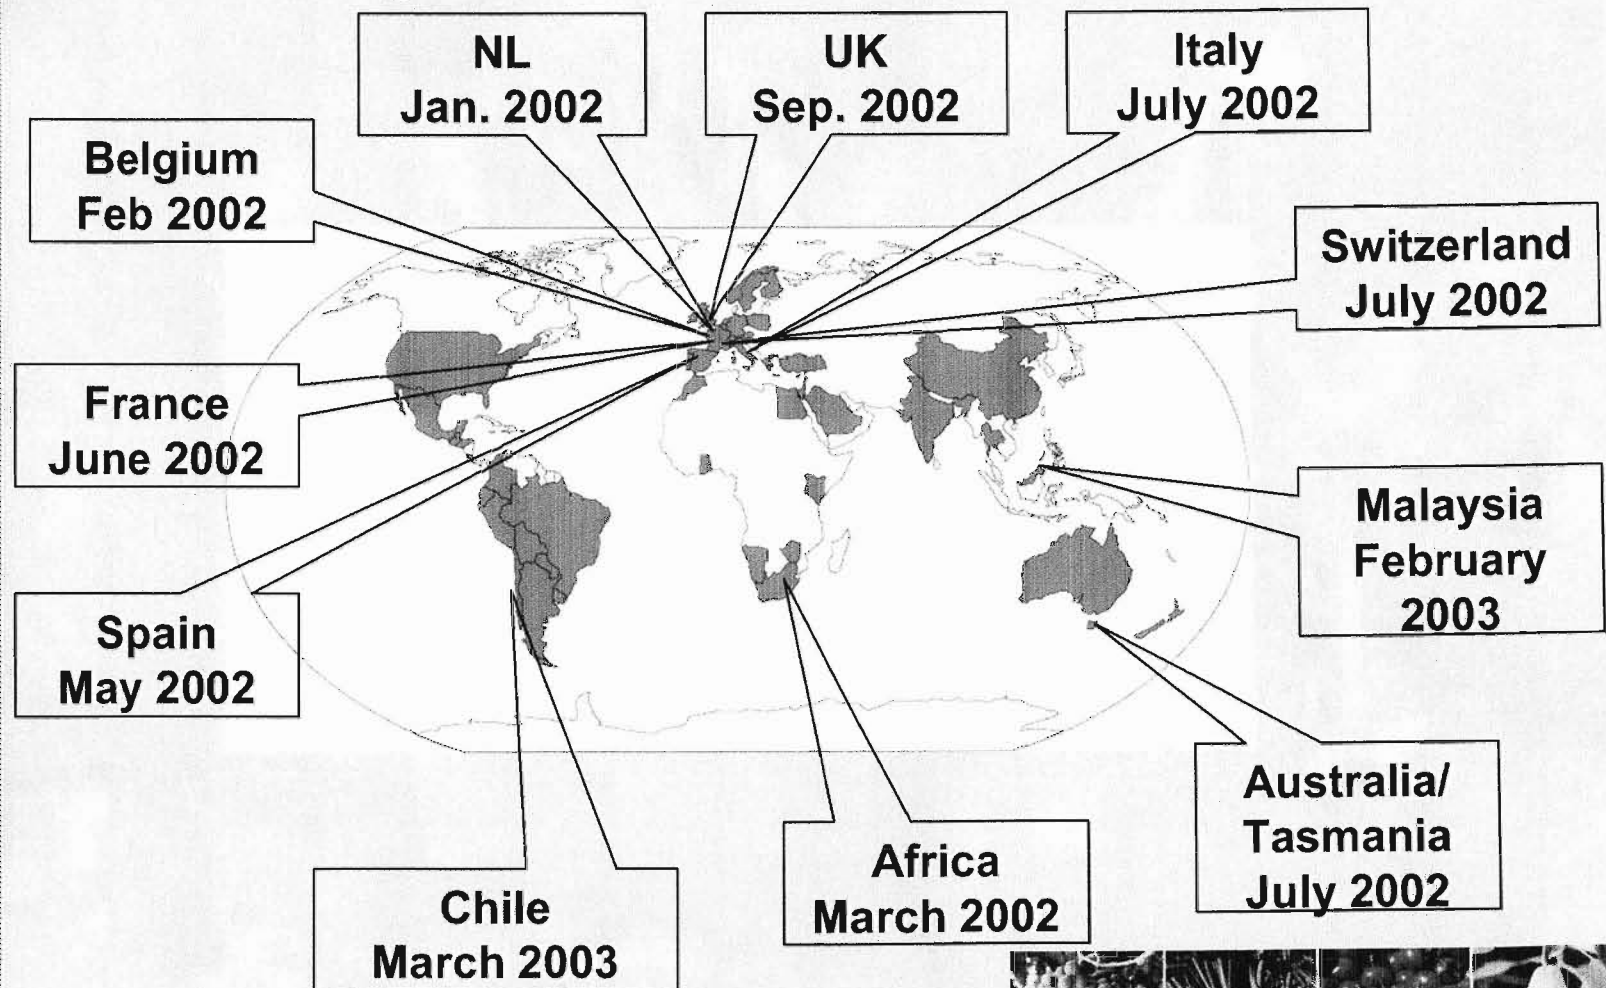 NL
Jan. 2002
UK
Sep. 2002
Italy
July 2002
Belgium
Feb 2002
Switzerland
July 2002
France
June 2002
Malaysia
February
2003
Spain
May 2002
Australia/
Tasmania
July 2002
Africa
March 2002
Chile
March 2003